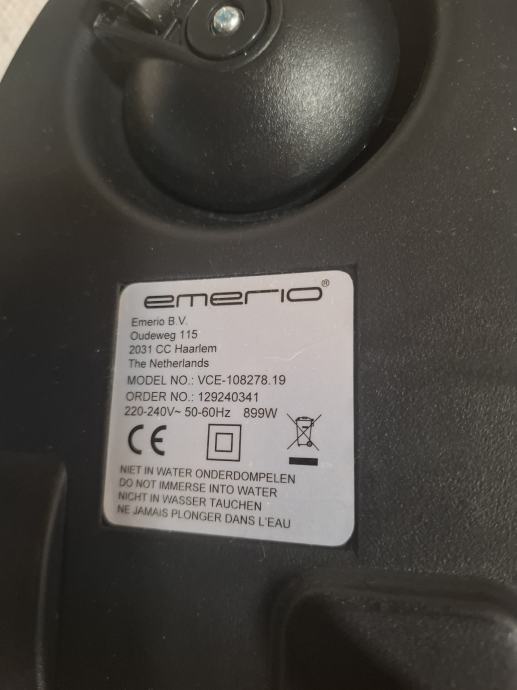 emerio®
Emerio B.V.
Oudeweg 115
2031 CC Haarlem
The Netherlands
MODEL NO.: VCE-108278.19
ORDER NO.: 129240341
220-240V~ 50-60Hz 899W
CE
NIET IN WATER ONDERDOMPELEN
DO NOT IMMERSE INTO WATER
NICHT IN WASSER TAUCHEN
NE JAMAIS PLONGER DANS L'EAU